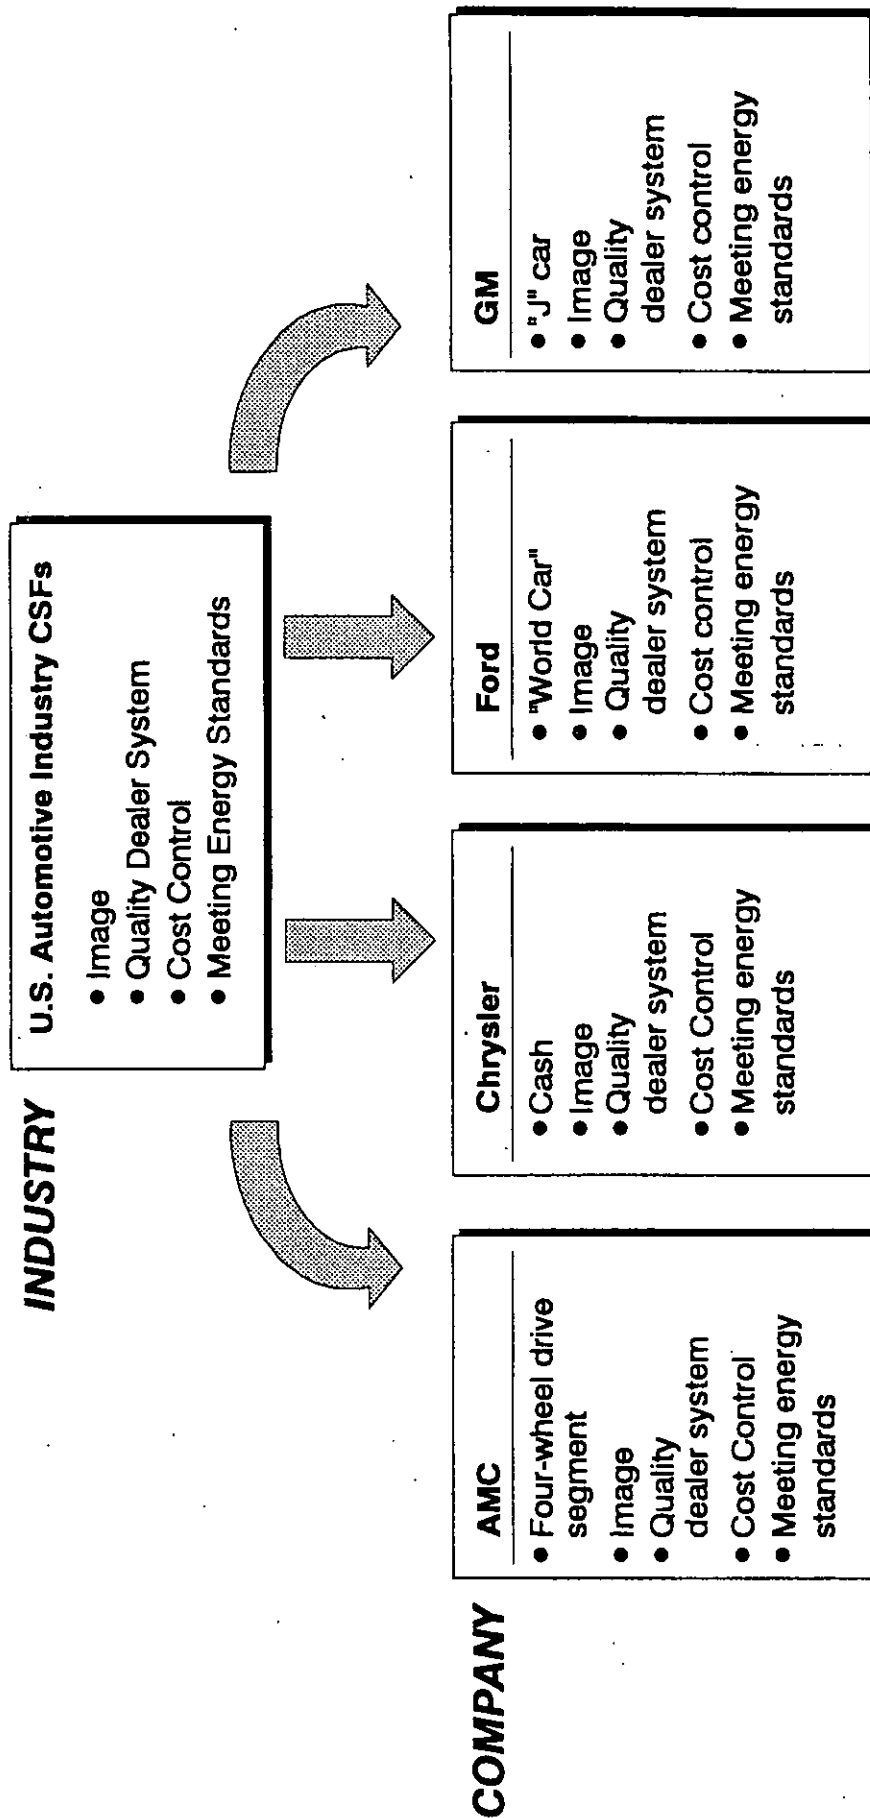 INDUSTRY
U.S. Automotive Industry CSFs
● Image
● Quality Dealer System
● Cost Control
● Meeting Energy Standards
COMPANY
AMC
● Four-wheel drive
segment
● Image
● Quality
dealer system
● Cost Control
● Meeting energy
standards
Chrysler
● Cash
● Image
● Quality
dealer system
● Cost Control
● Meeting energy
standards
Ford
● "World Car"
● Image
● Quality
dealer system
● Cost control
● Meeting energy
standards
GM
● "J" car
● Image
● Quality
dealer system
● Cost control
● Meeting energy
standards